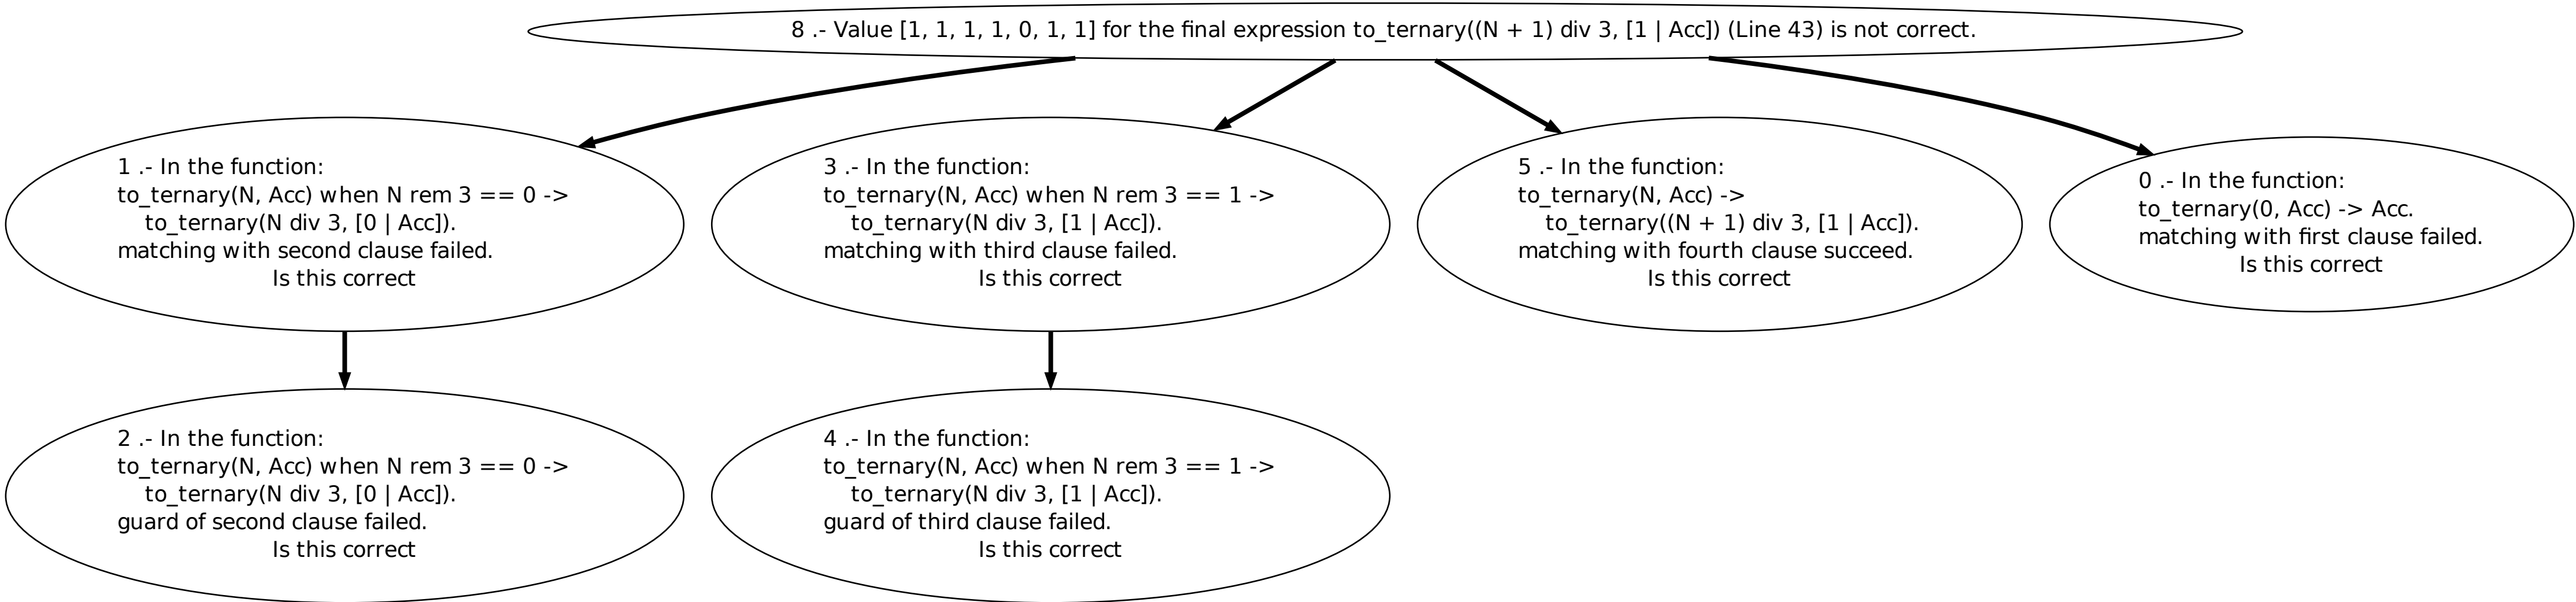 8 .- Value [1, 1, 1, 1, 0, 1, 1] for the final expression to_ternary((N + 1) div 3, [1 | Acc]) (Line 43) is not correct.
1 .- In the function:
to_ternary(N, Acc) when N rem 3 == 0 ->
to_ternary(N div 3, [0 | Acc]).
matching with second clause failed.
Is this correct
3 .- In the function:
to_ternary(N, Acc) when N rem 3 == 1 ->
to_ternary(N div 3, [1 | Acc]).
matching with third clause failed.
Is this correct
5 .- In the function:
to_ternary(N, Acc) ->
to_ternary((N + 1) div 3, [1 | Acc]).
matching with fourth clause succeed.
Is this correct
0 .- In the function:
to_ternary(0, Acc) -> Acc.
matching with first clause failed.
Is this correct
2 .- In the function:
to_ternary(N, Acc) when N rem 3 == 0 ->
to_ternary(N div 3, [0 | Acc]).
guard of second clause failed.
Is this correct
4 .- In the function:
to_ternary(N, Acc) when N rem 3 == 1 ->
to_ternary(N div 3, [1 | Acc]).
guard of third clause failed.
Is this correct